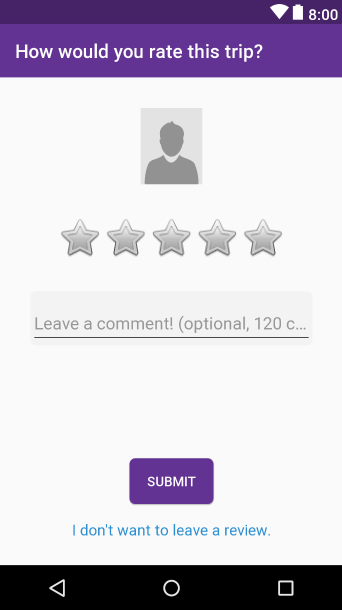 8:00
How would you rate this trip?
Leave a comment! (optional, 120 c...
SUBMIT
I don't want to leave a review.